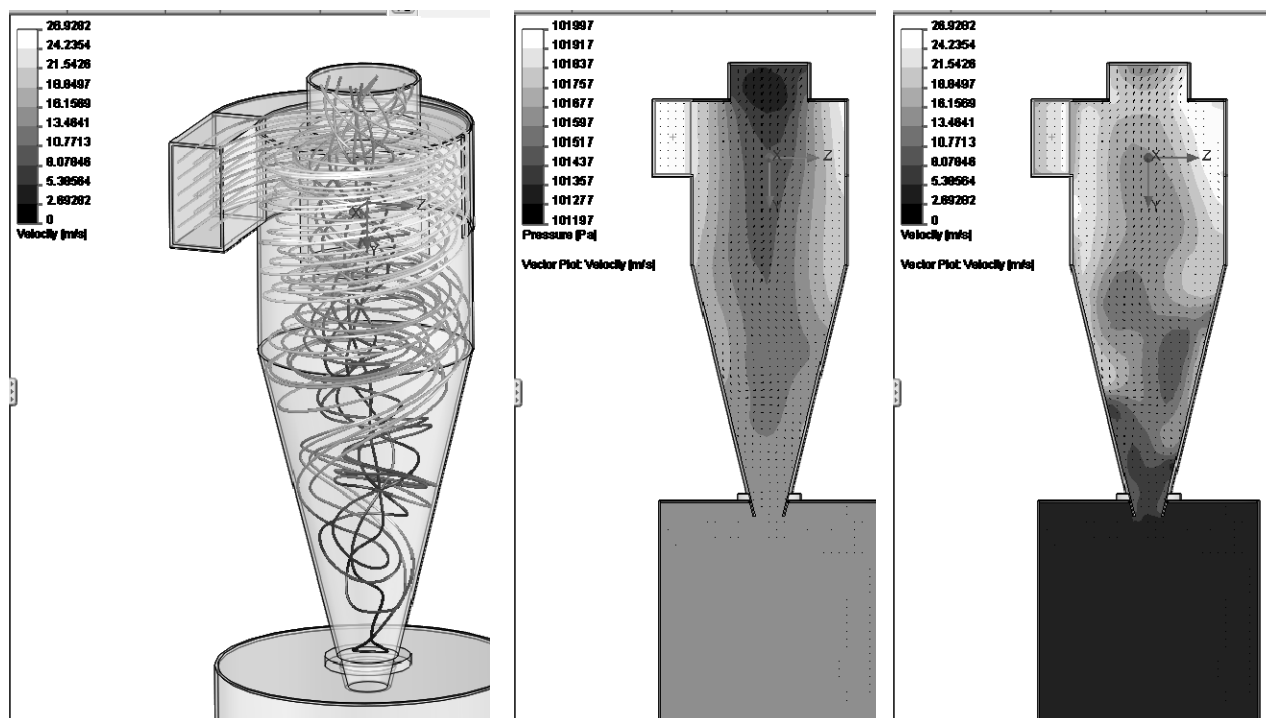 26.9282
24.2354
21.5426
18.8497
16.1569
13.4641
10.7713
8.07846
5.38564
2.69282
0
Velocity [m/s]
X
Z
Y
101997
101917
101837
101757
101677
101597
101517
101437
101357
101277
101197
Pressure [Pa]
Vector Plot: Velocity [m/s]
X
Z
26.9282
24.2354
21.5426
18.8497
16.1569
13.4641
10.7713
8.07846
5.38564
2.69282
0
Velocity [m/s]
Vector Plot: Velocity [m/s]
X
Z
Y